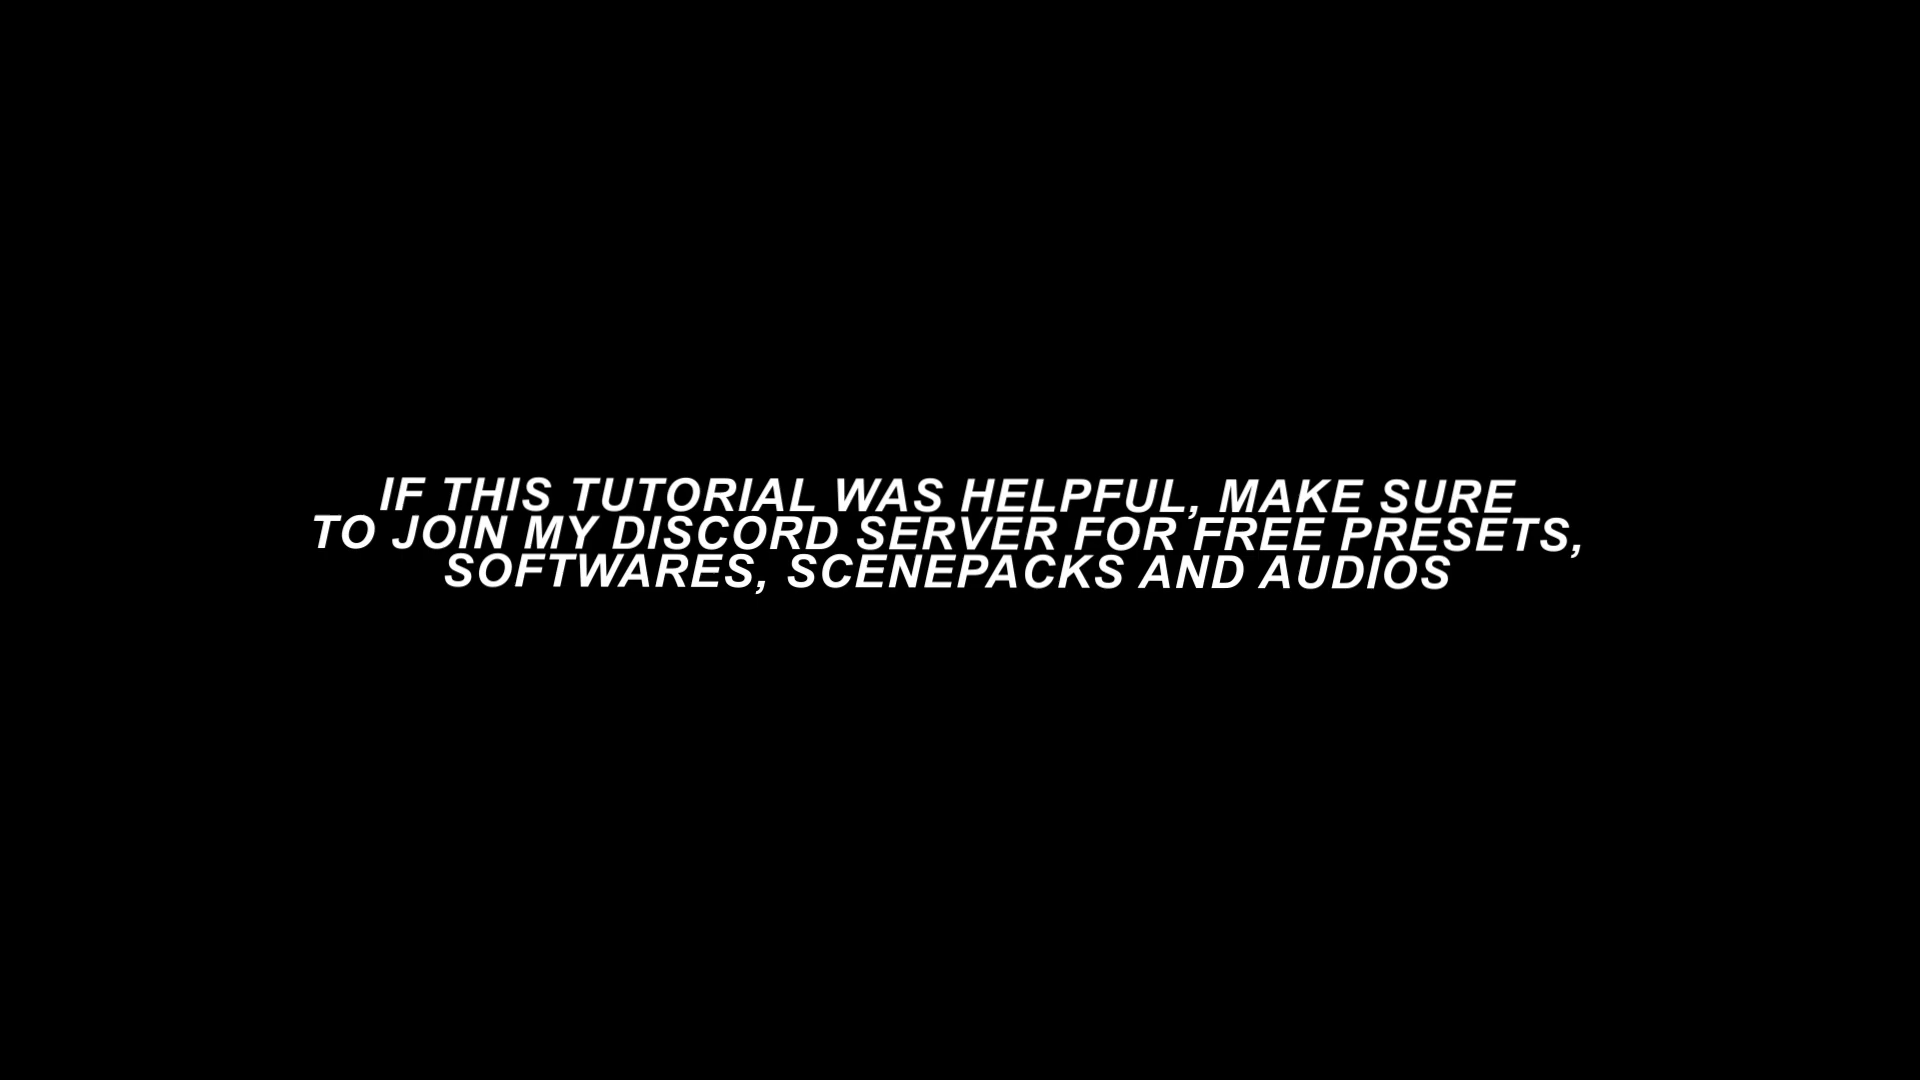 IF THIS TUTORIAL WAS HELPFUL, MAKE SURE
TO JOIN MY DISCORD SERVER FOR FREE PRESETS,
SOFTWARES, SCENEPACKS AND AUDIOS